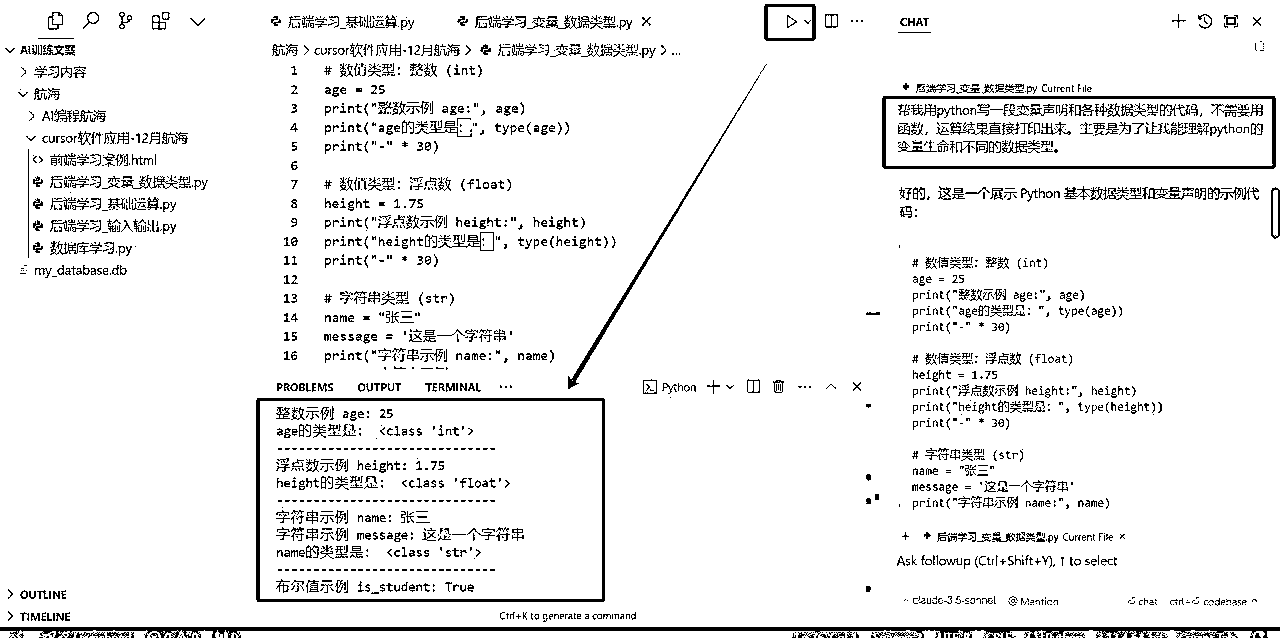 后端学习_基础运算.py
后端学习_变量_数据类型.py
CHAT
AI训练文案
学习内容
航海
AI编程航海
cursor软件应用-12月航海
前端学习案例.html
后端学习_变量_数据类型.py
后端学习_基础运算.py
后端学习_输入输出.py
数据库学习.py
my_database.db
OUTLINE
TIMELINE
航海 > cursor软件应用-12月航海 > 后端学习_变量_数据类型.py > ...
1 # 数值类型：整数 (int)
2 age = 25
3 print("整数示例 age:", age)
4 print("age的类型是：", type(age))
5 print("-" * 30)
6
7 # 数值类型：浮点数 (float)
8 height = 1.75
9 print("浮点数示例 height:", height)
10 print("height的类型是：", type(height))
11 print("-" * 30)
12
13 # 字符串类型 (str)
14 name = "张三"
15 message = '这是一个字符串'
16 print("字符串示例 name:", name)
PROBLEMS OUTPUT TERMINAL ...
Python
整数示例 age: 25
age的类型是： <class 'int'>
------------------------------
浮点数示例 height: 1.75
height的类型是： <class 'float'>
------------------------------
字符串示例 name: 张三
字符串示例 message: 这是一个字符串
name的类型是： <class 'str'>
------------------------------
布尔值示例 is_student: True
Ctrl+K to generate a command
后端学习_变量_数据类型.py Current File
帮我用python写一段变量声明和各种数据类型的代码，不需要用
函数，运算结果直接打印出来。主要是为了让我能理解python的
变量生命和不同的数据类型。
好的，这是一个展示 Python 基本数据类型和变量声明的示例代
码：
# 数值类型：整数 (int)
age = 25
print("整数示例 age:", age)
print("age的类型是：", type(age))
print("-" * 30)
# 数值类型：浮点数 (float)
height = 1.75
print("浮点数示例 height:", height)
print("height的类型是：", type(height))
print("-" * 30)
# 字符串类型 (str)
name = "张三"
message = '这是一个字符串'
print("字符串示例 name:", name)
+ 后端学习_变量_数据类型.py Current File ×
Ask followup (Ctrl+Shift+Y), ↑ to select
claude-3.5-sonnet @ Mention
chat ctrl+ codebase